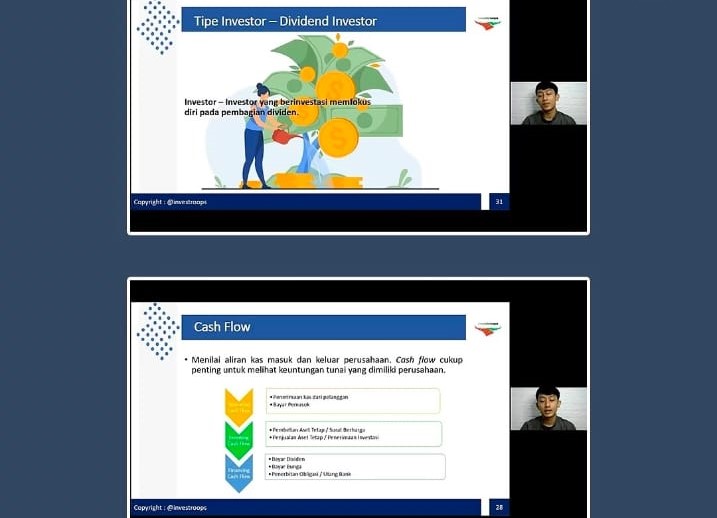 Tipe Investor – Dividend Investor
Investor – Investor yang berinvestasi memfokus
diri pada pembagian dividen.
Copyright : @investroops
31
Cash Flow
• Menilai aliran kas masuk dan keluar perusahaan. Cash flow cukup
penting untuk melihat keuntungan tunai yang dimiliki perusahaan.
Cash Flow
• Penerimaan kas dari pelanggan
• Bayar Pemasok
Investing
Cash Flow
• Pembelian Aset Tetap / Surat Berharga
• Penjualan Aset Tetap / Penerimaan Investasi
Financing
Cash Flow
• Bayar Dividen
• Bayar Bunga
• Penerbitan Obligasi / Utang Bank
Copyright : @investroops
28